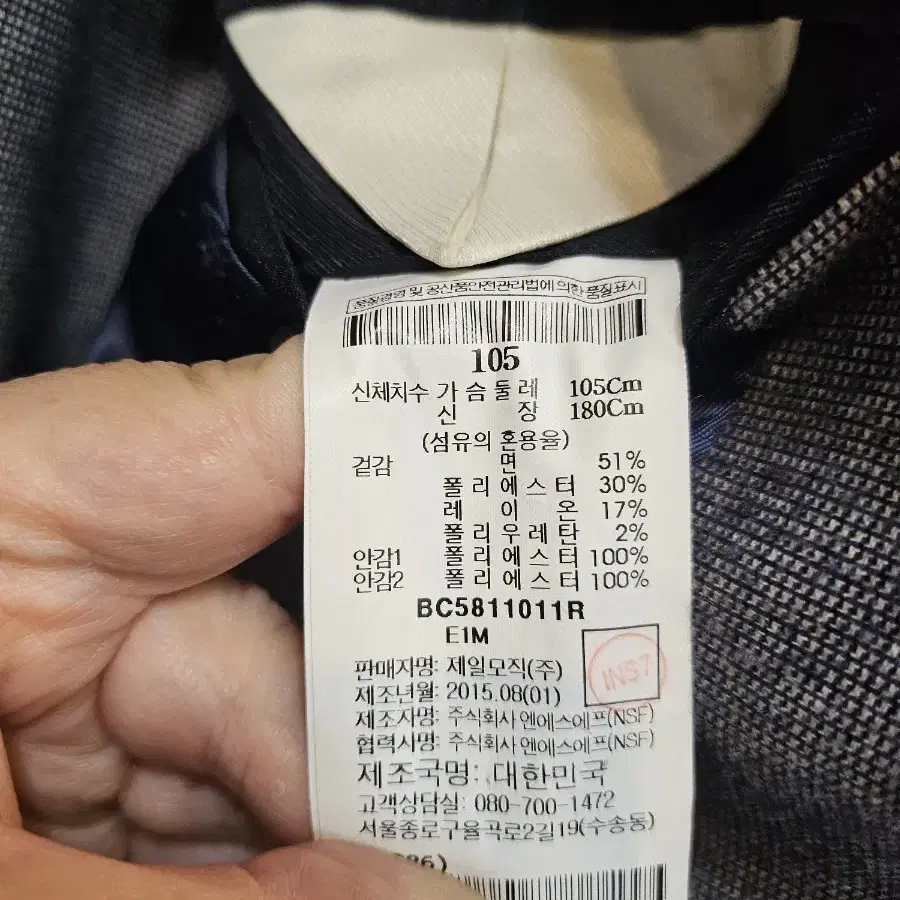 품질경영 및 공산품안전관리법에 의한 품질표시
105
신체치수 가 슴 둘 레 105Cm
신 장 180Cm
(섬유의 혼용율)
겉감 면 51%
폴 리 에 스 터 30%
레 이 온 17%
폴 리 우 레 탄 2%
안감1 폴 리 에 스 터 100%
안감2 폴 리 에 스 터 100%
BC5811011R
E1M
INS7
판매자명: 제일모직(주)
제조년월: 2015.08(01)
제조자명: 주식회사 앤에스에프(NSF)
협력사명: 주식회사 앤에스에프(NSF)
제조국명: 대한민국
고객상담실: 080-700-1472
서울종로구율곡로2길19(수송동)